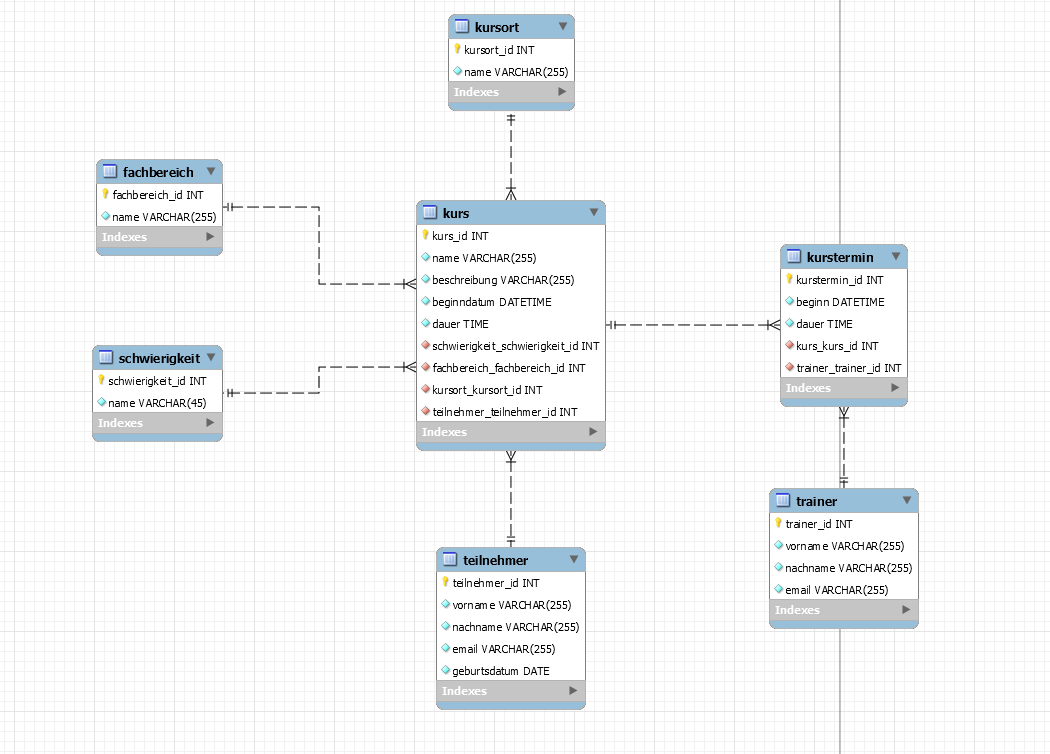 kursort
kursort_id INT
name VARCHAR(255)
Indexes
fachbereich
fachbereich_id INT
name VARCHAR(255)
Indexes
schwierigkeit
schwierigkeit_id INT
name VARCHAR(45)
Indexes
kurs
kurs_id INT
name VARCHAR(255)
beschreibung VARCHAR(255)
beginndatum DATETIME
dauer TIME
schwierigkeit_schwierigkeit_id INT
fachbereich_fachbereich_id INT
kursort_kursort_id INT
teilnehmer_teilnehmer_id INT
Indexes
kurstermin
kurstermin_id INT
beginn DATETIME
dauer TIME
kurs_kurs_id INT
trainer_trainer_id INT
Indexes
teilnehmer
teilnehmer_id INT
vorname VARCHAR(255)
nachname VARCHAR(255)
email VARCHAR(255)
geburtsdatum DATE
Indexes
trainer
trainer_id INT
vorname VARCHAR(255)
nachname VARCHAR(255)
email VARCHAR(255)
Indexes